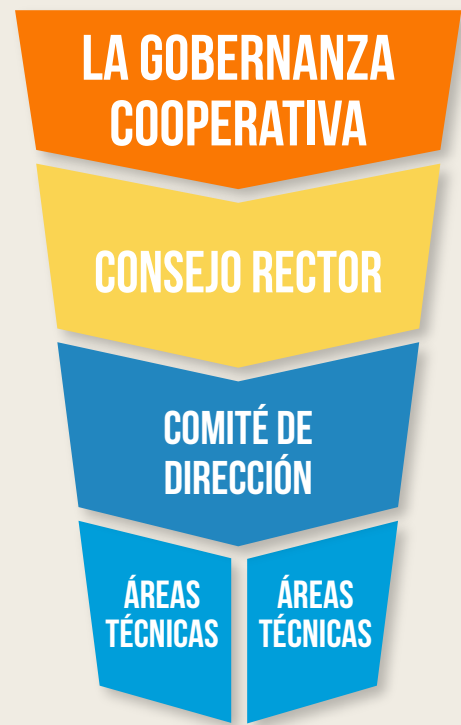 LA GOBERNANZA
COOPERATIVA
CONSEJO RECTOR
COMITÉ DE
DIRECCIÓN
ÁREAS
TÉCNICAS
ÁREAS
TÉCNICAS